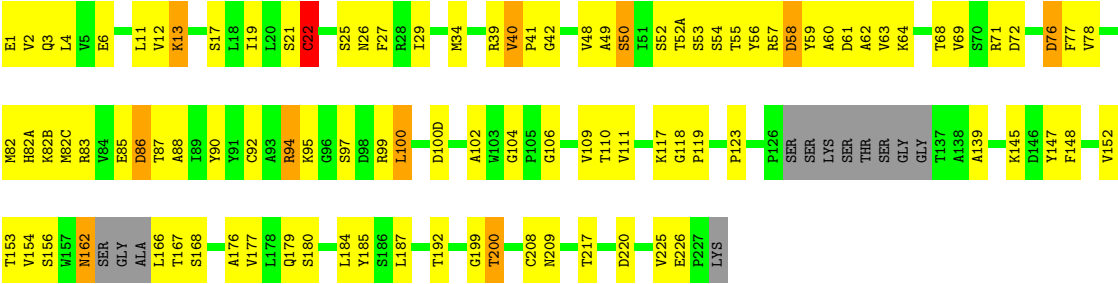 E1 V2 Q3 L4 V5 E6 L11 V12 K13 S17 L18 I19 L20 S21 C22 S25 N26 F27 R28 I29 M34 R39 V40 P41 G42 V48 A49 S50 I51 S52 T52A S53 S54 T55 Y56 R57 D58 Y59 A60 D61 A62 V63 K64 T68 V69 S70 R71 D72 D76 F77 V78
M82 H82A K82B M82C R83 V84 E85 D86 T87 A88 I89 Y90 Y91 C92 A93 R94 K95 G96 S97 D98 R99 L100 D100D A102 W103 G104 P105 G106 V109 T110 V111 K117 G118 P119 P123 P126 SER SER LYS SER THR SER GLY GLY T137 A138 A139 K145 D146 Y147 F148 V152
T153 V154 S156 W157 N162 SER GLY ALA L166 T167 S168 A176 V177 L178 Q179 S180 L184 Y185 S186 L187 T192 G199 T200 C208 N209 T217 D220 V225 E226 P227 LYS